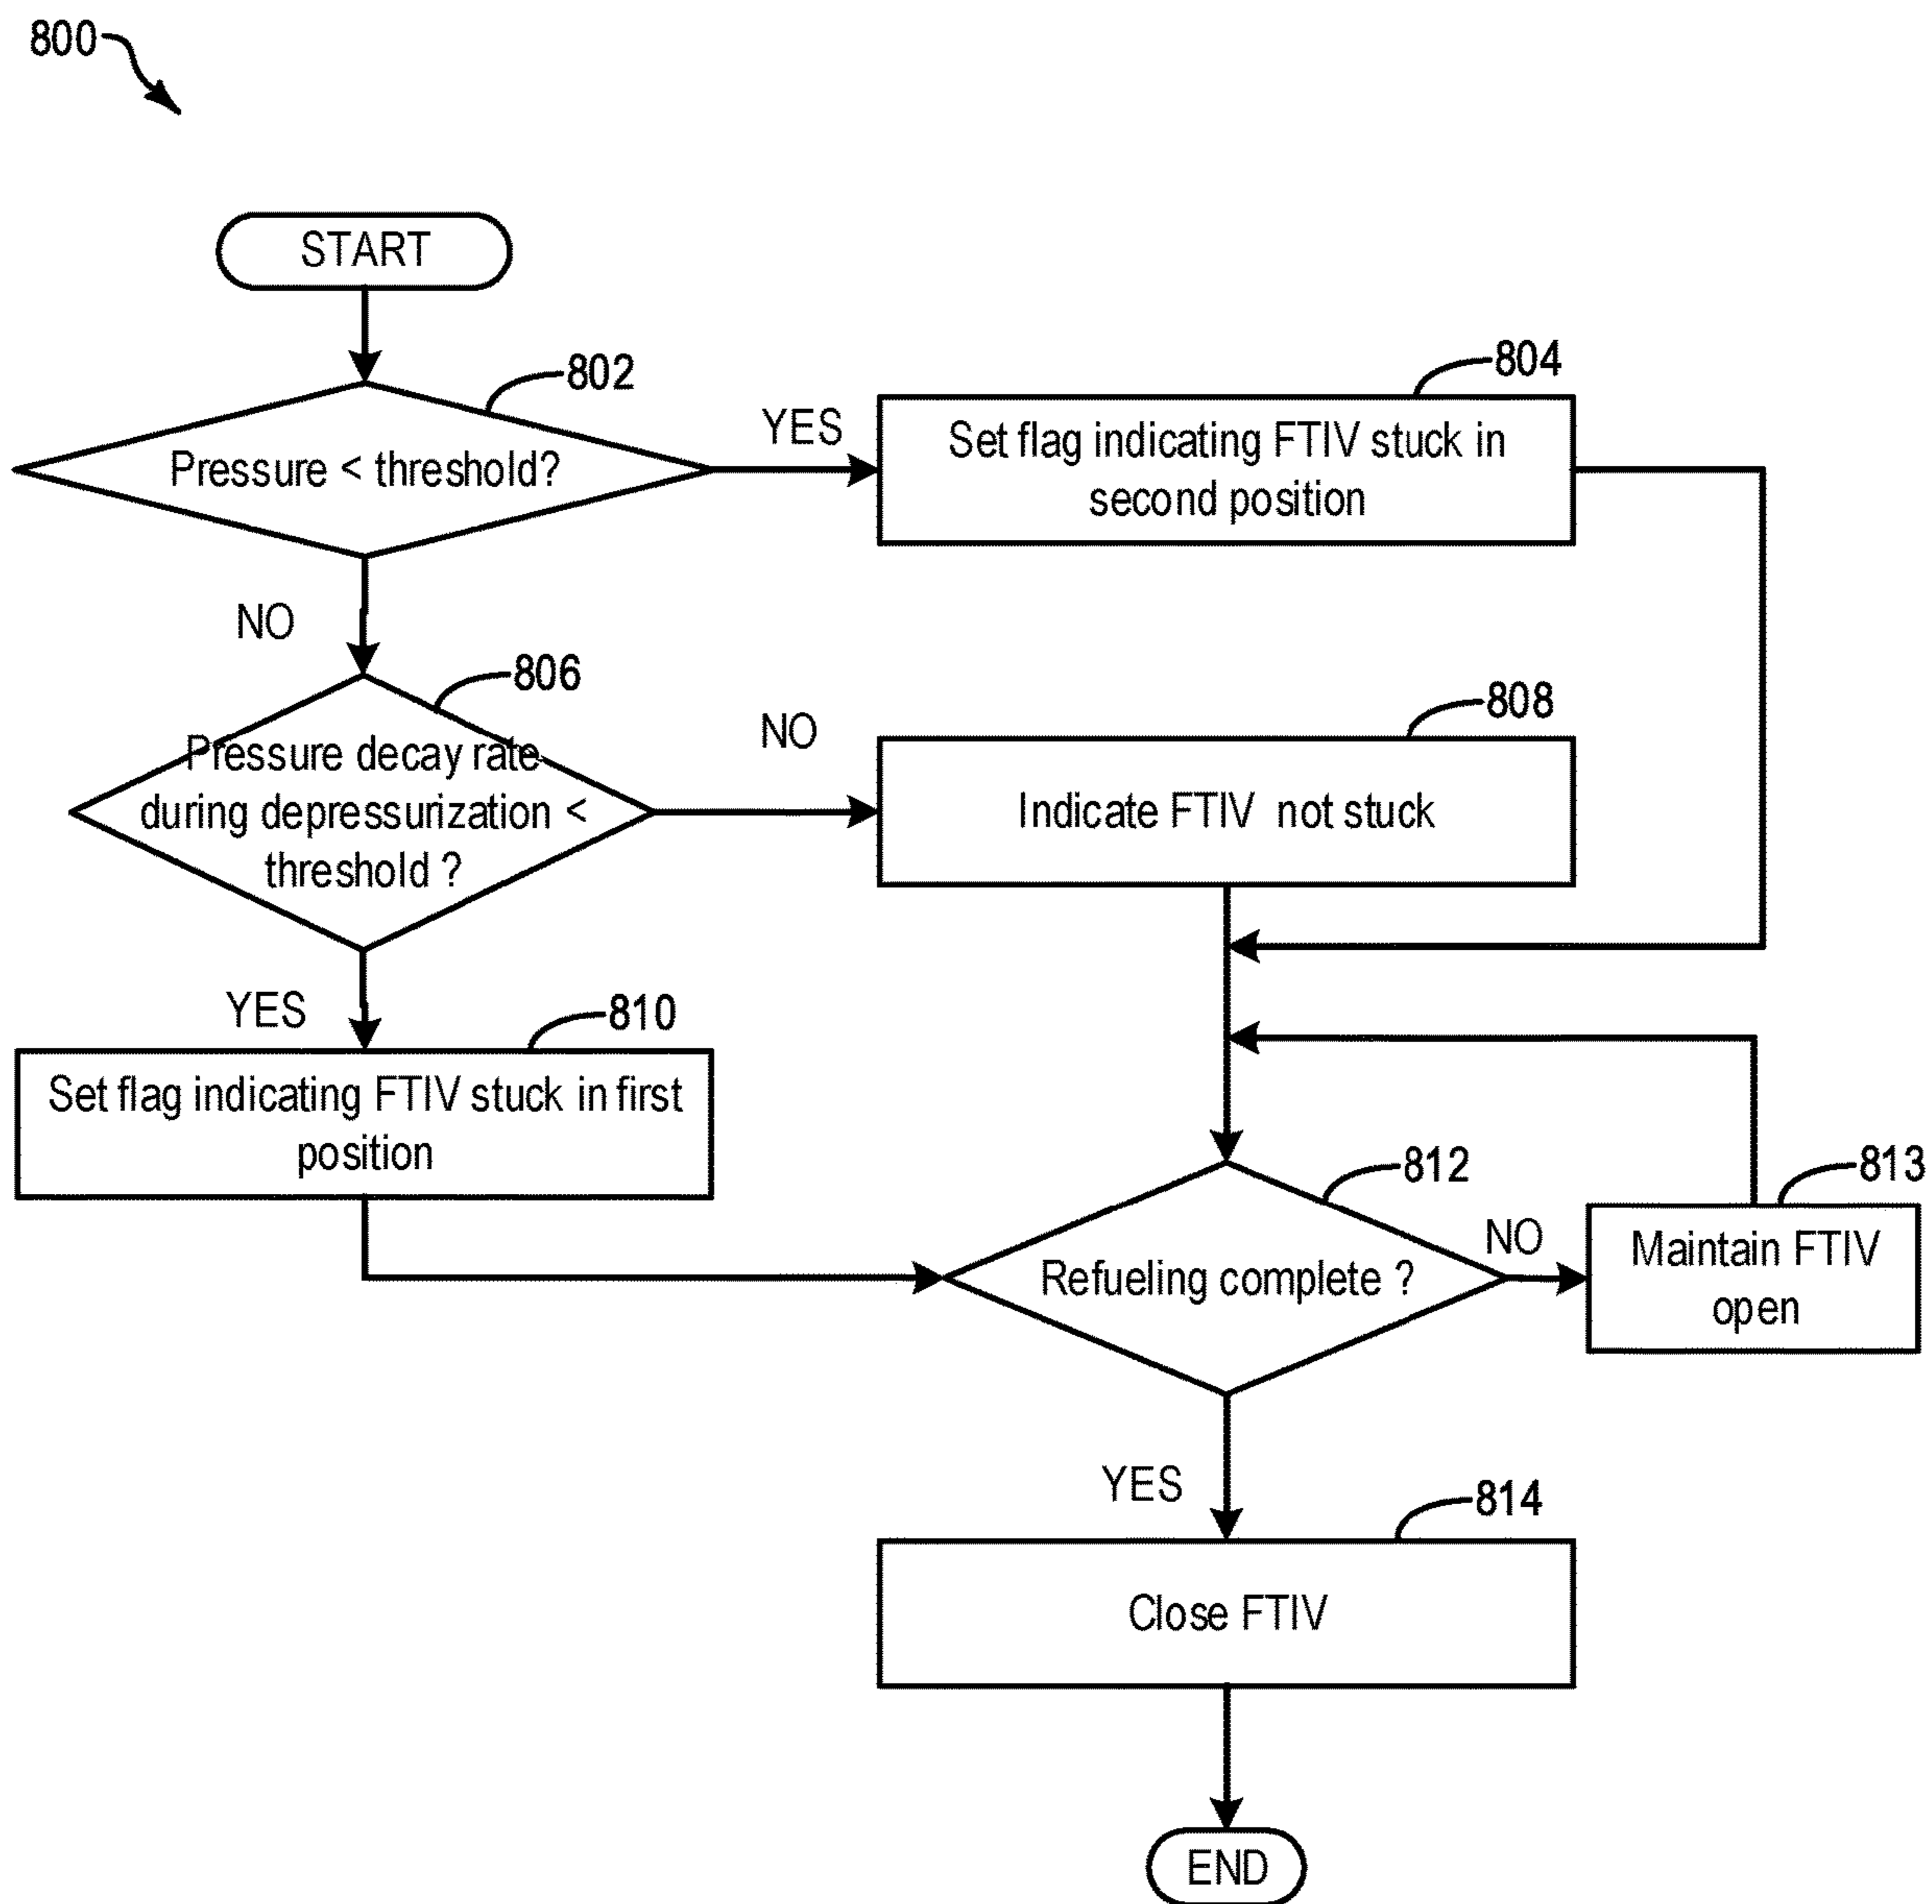 800
START
802
Pressure < threshold?
YES
804
Set flag indicating FTIV stuck in
second position
NO
806
Pressure decay rate
during depressurization <
threshold ?
NO
808
Indicate FTIV not stuck
YES
810
Set flag indicating FTIV stuck in first
position
812
Refueling complete ?
NO
813
Maintain FTIV
open
YES
814
Close FTIV
END